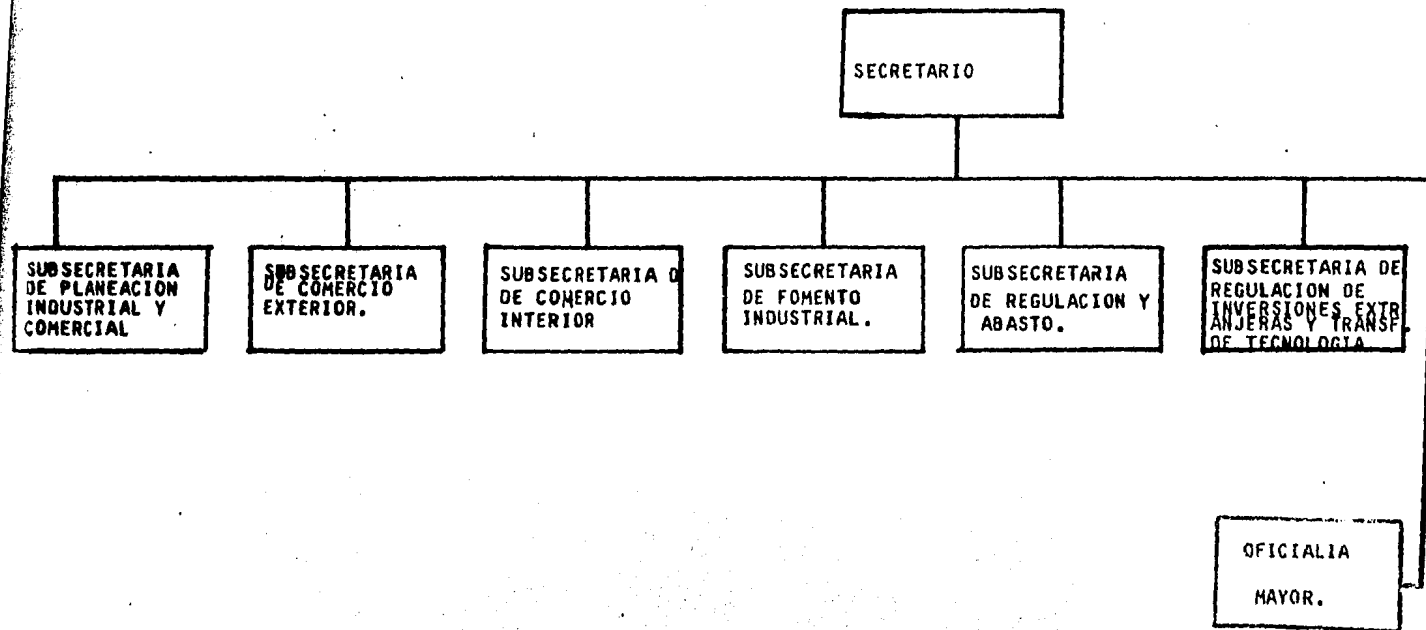 SECRETARIO
SUBSECRETARIA
DE PLANEACION
INDUSTRIAL Y
COMERCIAL
SUBSECRETARIA
DE COMERCIO
EXTERIOR.
SUBSECRETARIA D
DE COMERCIO
INTERIOR
SUBSECRETARIA
DE FOMENTO
INDUSTRIAL.
SUBSECRETARIA
DE REGULACION Y
ABASTO.
SUBSECRETARIA DE
REGULACION DE
INVERSIONES EXTR
ANJERAS Y TRANSF.
DE TECNOLOGIA
OFICIALIA
MAYOR.